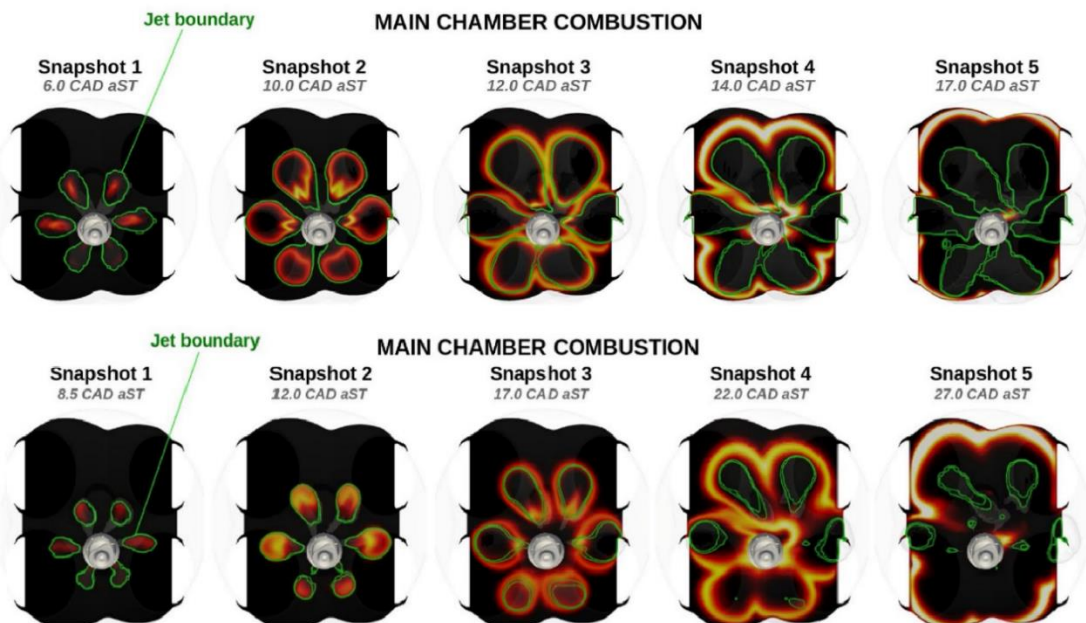 Jet boundary
MAIN CHAMBER COMBUSTION
Snapshot 1
6.0 CAD aST
Snapshot 2
10.0 CAD aST
Snapshot 3
12.0 CAD aST
Snapshot 4
14.0 CAD aST
Snapshot 5
17.0 CAD aST
Jet boundary
MAIN CHAMBER COMBUSTION
Snapshot 1
8.5 CAD aST
Snapshot 2
12.0 CAD aST
Snapshot 3
17.0 CAD aST
Snapshot 4
22.0 CAD aST
Snapshot 5
27.0 CAD aST